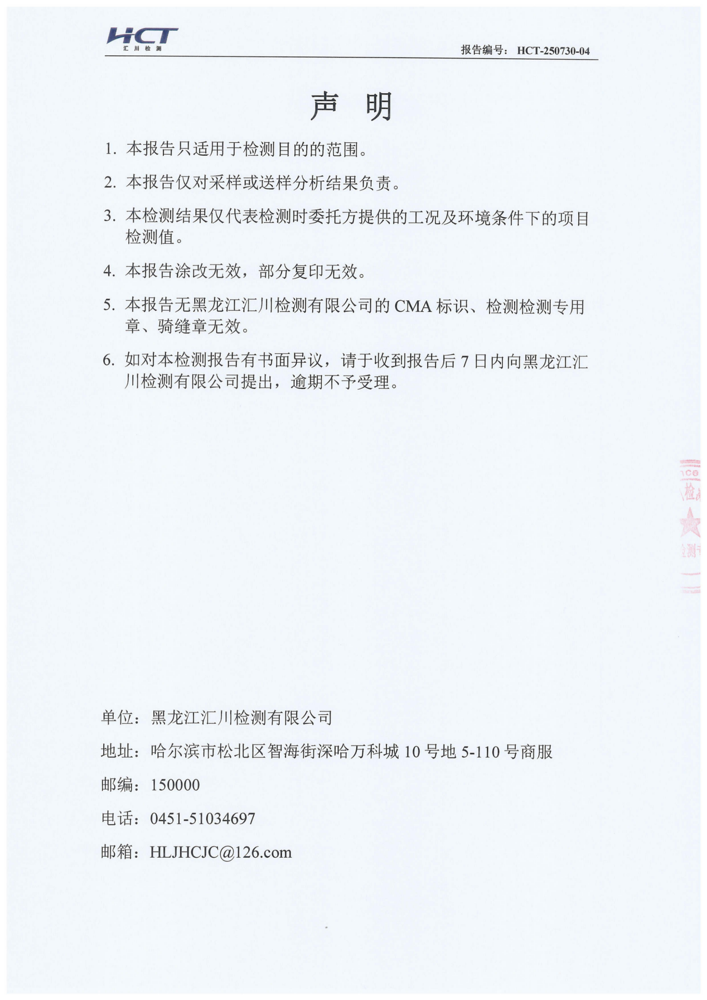 HCT
汇川检测
报告编号： HCT-250730-04
声 明
1. 本报告只适用于检测目的的范围。
2. 本报告仅对采样或送样分析结果负责。
3. 本检测结果仅代表检测时委托方提供的工况及环境条件下的项目
检测值。
4. 本报告涂改无效，部分复印无效。
5. 本报告无黑龙江汇川检测有限公司的 CMA 标识、检测检测专用
章、骑缝章无效。
6. 如对本检测报告有书面异议，请于收到报告后 7 日内向黑龙江汇
川检测有限公司提出，逾期不予受理。
检
测
单位：黑龙江汇川检测有限公司
地址：哈尔滨市松北区智海街深哈万科城 10 号地 5-110 号商服
邮编：150000
电话：0451-51034697
邮箱：HLJHCJC@126.com